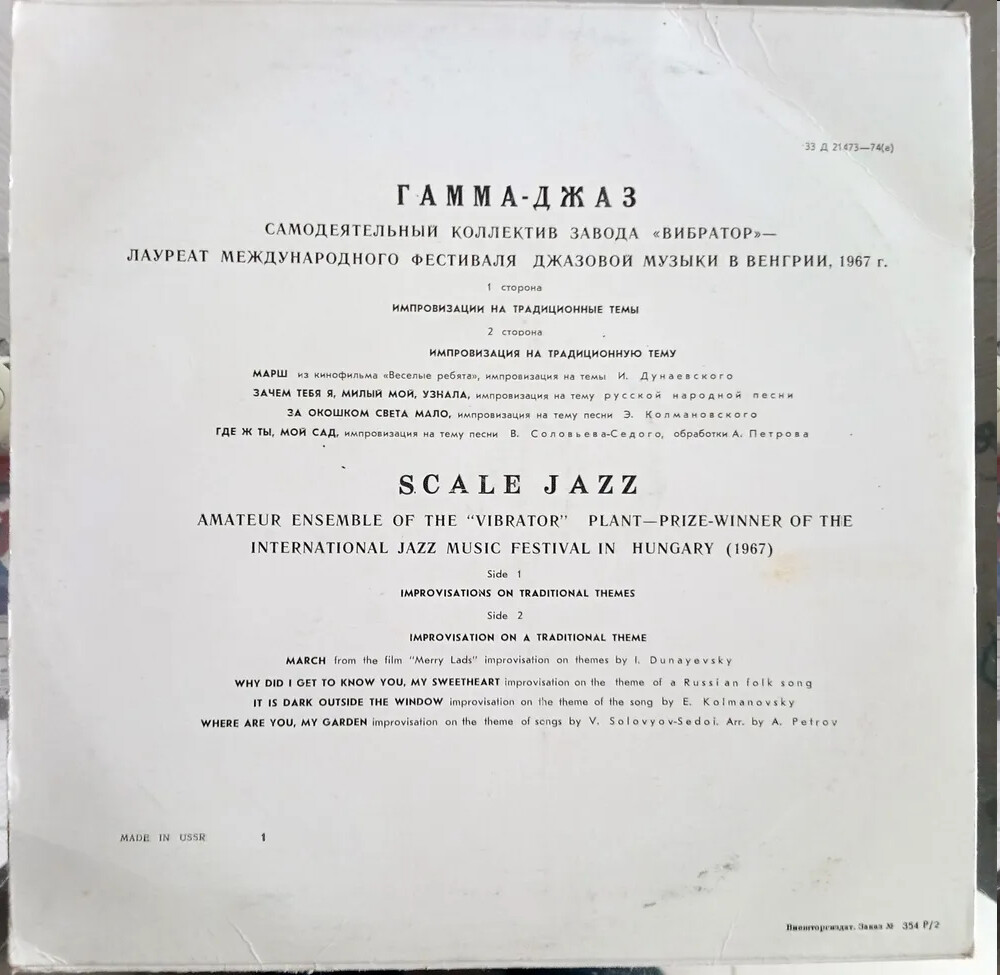 33 Д 21473—74(а)
ГАММА-ДЖАЗ
САМОДЕЯТЕЛЬНЫЙ КОЛЛЕКТИВ ЗАВОДА «ВИБРАТОР»—
ЛАУРЕАТ МЕЖДУНАРОДНОГО ФЕСТИВАЛЯ ДЖАЗОВОЙ МУЗЫКИ В ВЕНГРИИ, 1967 г.
1 сторона
ИМПРОВИЗАЦИИ НА ТРАДИЦИОННЫЕ ТЕМЫ
2 сторона
ИМПРОВИЗАЦИЯ НА ТРАДИЦИОННУЮ ТЕМУ
МАРШ из кинофильма «Веселые ребята», импровизация на темы И. Дунаевского
ЗАЧЕМ ТЕБЯ Я, МИЛЫЙ МОЙ, УЗНАЛА, импровизация на тему русской народной песни
ЗА ОКОШКОМ СВЕТА МАЛО, импровизация на тему песни Э. Колмановского
ГДЕ Ж ТЫ, МОЙ САД, импровизация на тему песни В. Соловьева-Седого, обработки А. Петрова
SCALE JAZZ
AMATEUR ENSEMBLE OF THE "VIBRATOR" PLANT—PRIZE-WINNER OF THE
INTERNATIONAL JAZZ MUSIC FESTIVAL IN HUNGARY (1967)
Side 1
IMPROVISATIONS ON TRADITIONAL THEMES
Side 2
IMPROVISATION ON A TRADITIONAL THEME
MARCH from the film "Merry Lads" improvisation on themes by I. Dunayevsky
WHY DID I GET TO KNOW YOU, MY SWEETHEART improvisation on the theme of a Russian folk song
IT IS DARK OUTSIDE THE WINDOW improvisation on the theme of the song by E. Kolmanovsky
WHERE ARE YOU, MY GARDEN improvisation on the theme of songs by V. Solovyov-Sedoi. Arr. by A. Petrov
MADE IN USSR 1
Внешторгиздат. Заказ № 354 Р/2